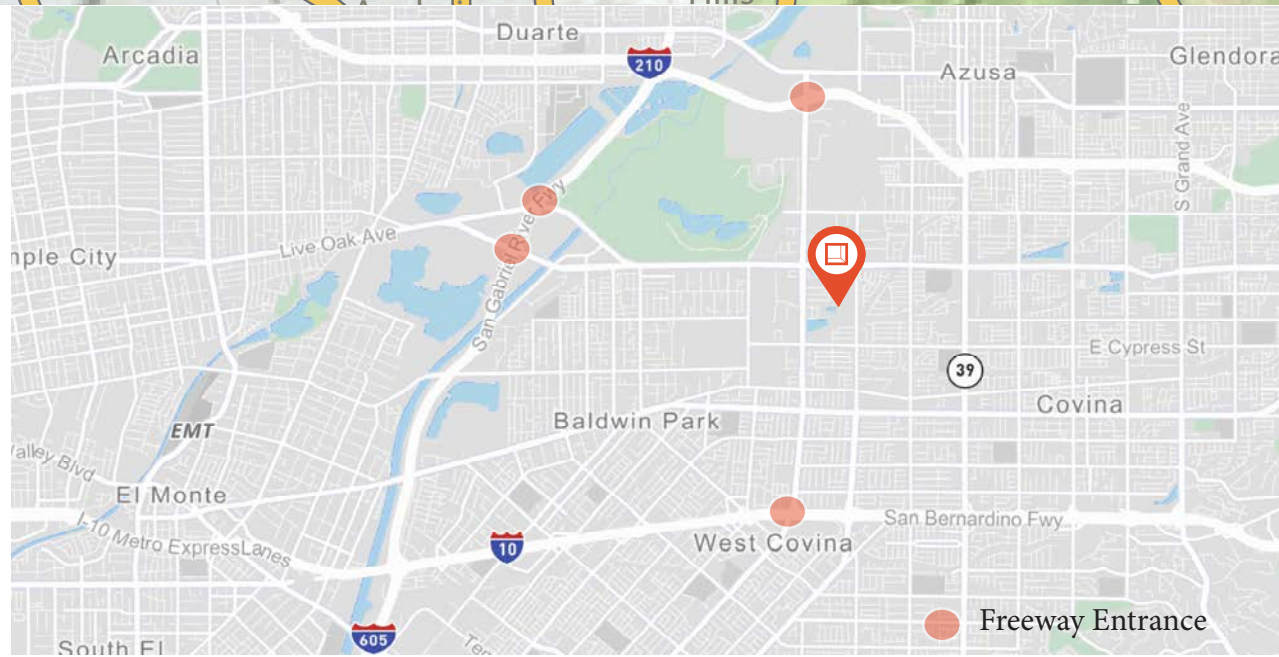 Duarte
Arcadia
Glendora
210
Azusa
S Grand Ave
Live Oak Ave
San Gabriel River Fwy
mple City
E Cypress St
39
Covina
Baldwin Park
EMT
Valley Blvd
El Monte
I-10 Metro ExpressLanes
10
San Bernardino Fwy
West Covina
605
Freeway Entrance
South El